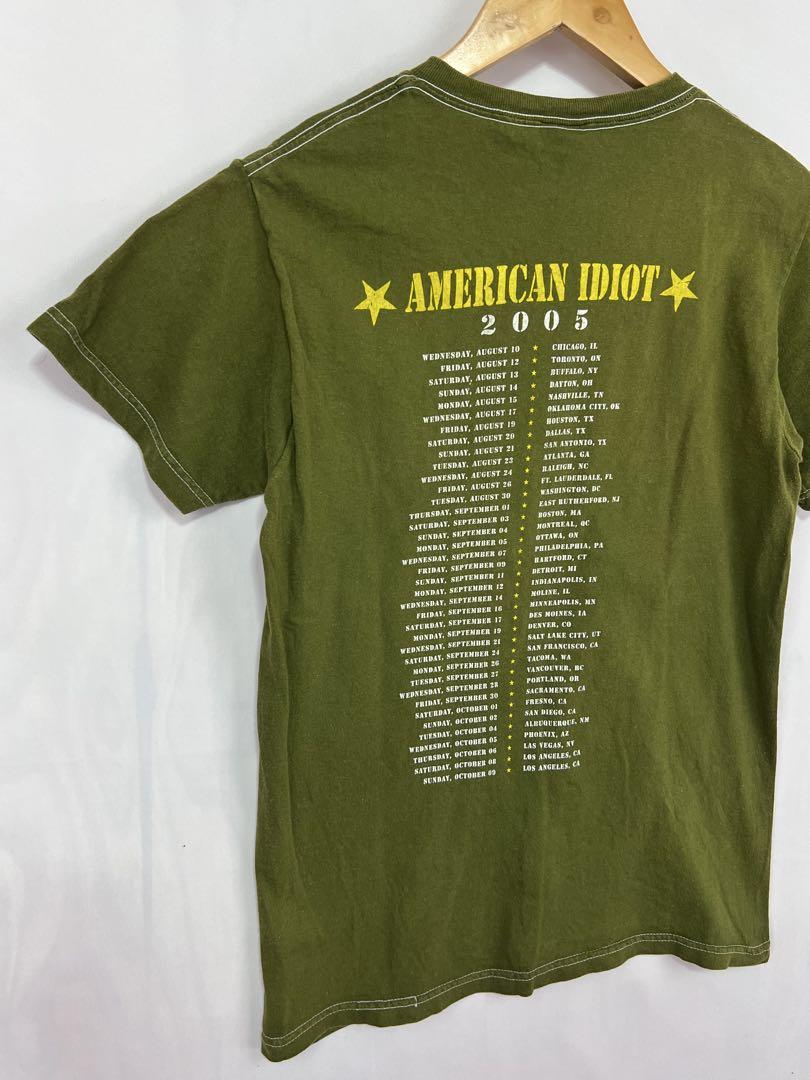 AMERICAN IDIOT
2005
WEDNESDAY, AUGUST 10 ★ CHICAGO, IL
FRIDAY, AUGUST 12 ★ TORONTO, ON
SATURDAY, AUGUST 13 ★ BUFFALO, NY
SUNDAY, AUGUST 14 ★ DAYTON, OH
MONDAY, AUGUST 15 ★ NASHVILLE, TN
WEDNESDAY, AUGUST 17 ★ OKLAHOMA CITY, OK
FRIDAY, AUGUST 19 ★ HOUSTON, TX
SATURDAY, AUGUST 20 ★ DALLAS, TX
SUNDAY, AUGUST 21 ★ SAN ANTONIO, TX
TUESDAY, AUGUST 23 ★ ATLANTA, GA
WEDNESDAY, AUGUST 24 ★ RALEIGH, NC
FRIDAY, AUGUST 26 ★ FT. LAUDERDALE, FL
TUESDAY, AUGUST 30 ★ WASHINGTON, DC
THURSDAY, SEPTEMBER 01 ★ EAST RUTHERFORD, NJ
SATURDAY, SEPTEMBER 03 ★ BOSTON, MA
SUNDAY, SEPTEMBER 04 ★ MONTREAL, QC
MONDAY, SEPTEMBER 05 ★ OTTAWA, ON
WEDNESDAY, SEPTEMBER 07 ★ PHILADELPHIA, PA
FRIDAY, SEPTEMBER 09 ★ HARTFORD, CT
SUNDAY, SEPTEMBER 11 ★ DETROIT, MI
MONDAY, SEPTEMBER 12 ★ INDIANAPOLIS, IN
WEDNESDAY, SEPTEMBER 14 ★ MOLINE, IL
FRIDAY, SEPTEMBER 16 ★ MINNEAPOLIS, MN
SATURDAY, SEPTEMBER 17 ★ DES MOINES, IA
MONDAY, SEPTEMBER 19 ★ DENVER, CO
WEDNESDAY, SEPTEMBER 21 ★ SALT LAKE CITY, UT
SATURDAY, SEPTEMBER 24 ★ SAN FRANCISCO, CA
MONDAY, SEPTEMBER 26 ★ TACOMA, WA
TUESDAY, SEPTEMBER 27 ★ VANCOUVER, BC
WEDNESDAY, SEPTEMBER 28 ★ PORTLAND, OR
FRIDAY, SEPTEMBER 30 ★ SACRAMENTO, CA
SATURDAY, OCTOBER 01 ★ FRESNO, CA
SUNDAY, OCTOBER 02 ★ SAN DIEGO, CA
TUESDAY, OCTOBER 04 ★ ALBUQUERQUE, NM
WEDNESDAY, OCTOBER 05 ★ PHOENIX, AZ
THURSDAY, OCTOBER 06 ★ LAS VEGAS, NV
SATURDAY, OCTOBER 08 ★ LOS ANGELES, CA
SUNDAY, OCTOBER 09 ★ LOS ANGELES, CA